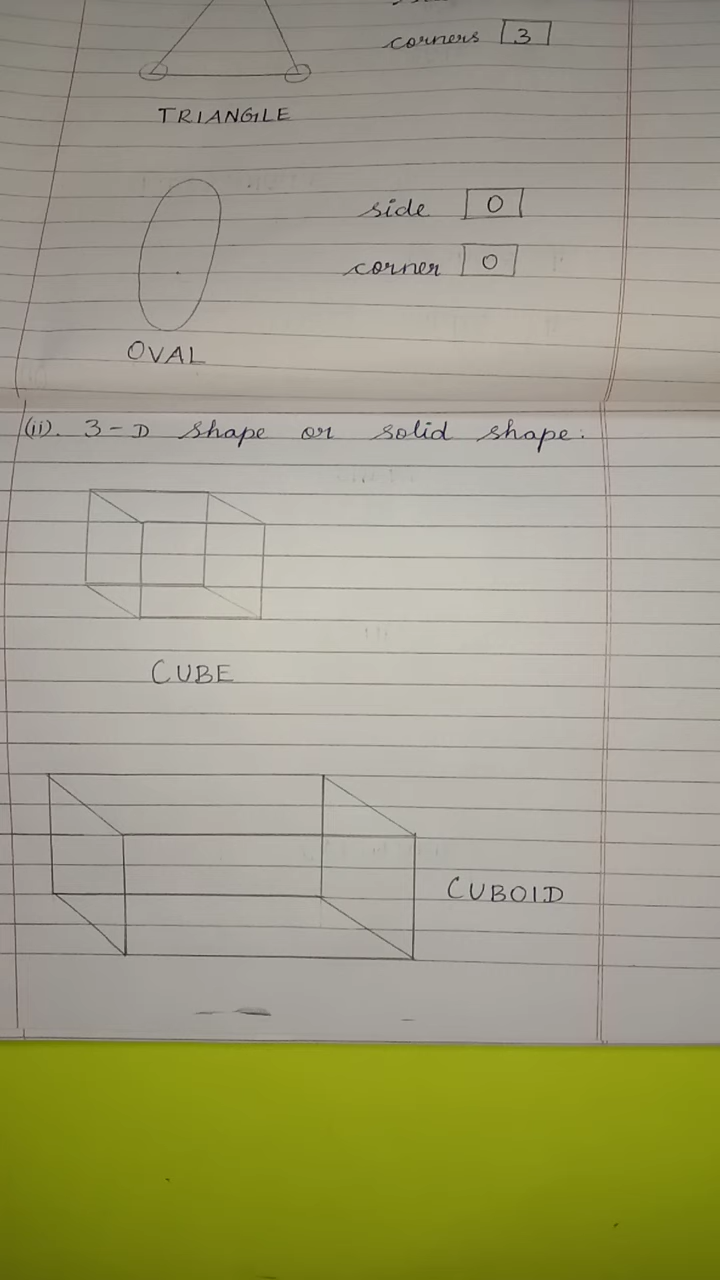 corners 3
TRIANGLE
side 0
corner 0
OVAL
(ii). 3-D shape or solid shape.
CUBE
CUBOID